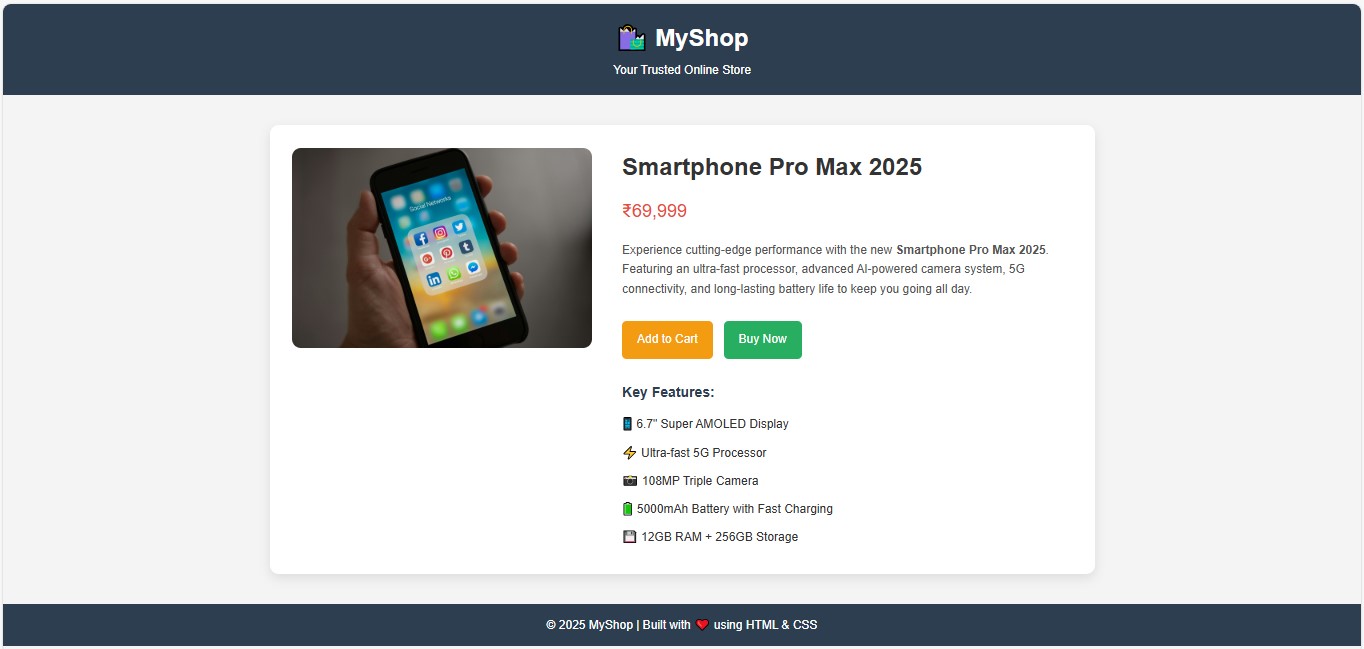 🛍️ MyShop
Your Trusted Online Store
Social Networks
Smartphone Pro Max 2025
₹69,999
Experience cutting-edge performance with the new Smartphone Pro Max 2025.
Featuring an ultra-fast processor, advanced AI-powered camera system, 5G
connectivity, and long-lasting battery life to keep you going all day.
Add to Cart
Buy Now
Key Features:
📱 6.7" Super AMOLED Display
⚡ Ultra-fast 5G Processor
📸 108MP Triple Camera
🔋 5000mAh Battery with Fast Charging
💾 12GB RAM + 256GB Storage
© 2025 MyShop | Built with ❤️ using HTML & CSS